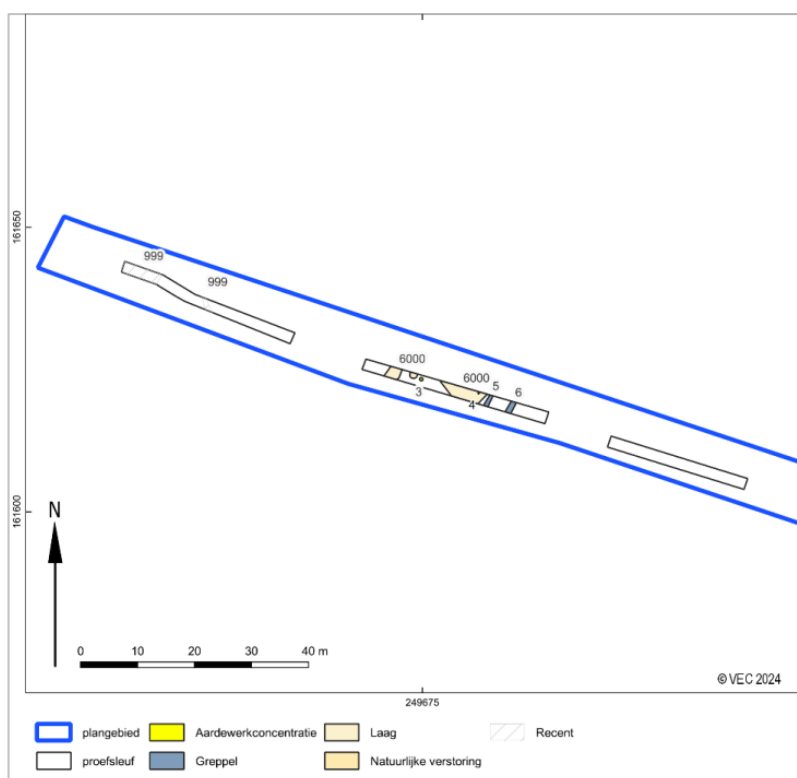 161650
999
999
6000
6000
5
6
3
4
161600
N
0 10 20 30 40 m
© VEC 2024
249675
plangebied Aardewerkconcentratie Laag Recent
proefsleuf Greppel Natuurlijke verstoring